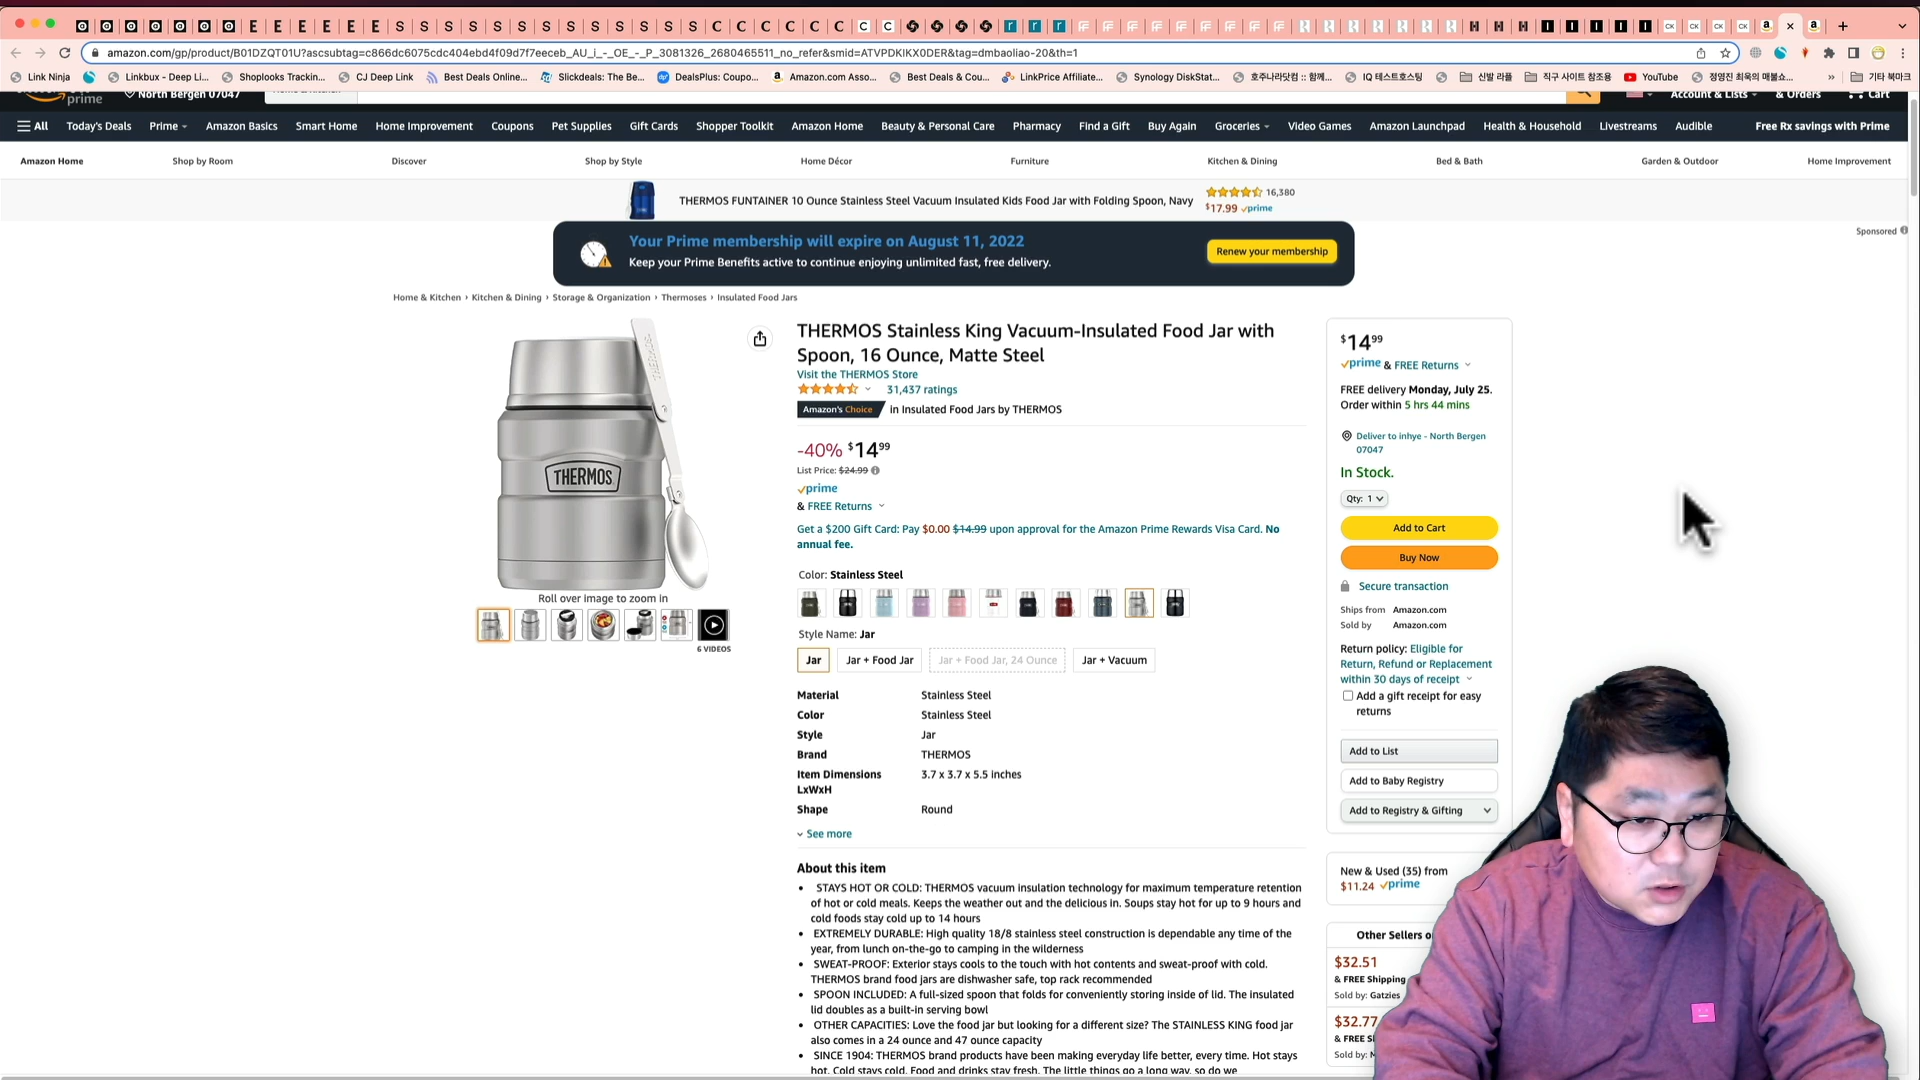 amazon.com/gp/product/B01DZQT01U?ascsubtag=c866dc6075cdc404ebd4f09d7f7eeceb_AU_i_-_OE_-_P_3081326_2680465511_no_refer&smid=ATVPDKIKX0DER&tag=dmbaoliao-20&th=1
Link Ninja Linkbux - Deep Li... Shoplooks Trackin... CJ Deep Link Best Deals Online... Slickdeals: The Be... DealsPlus: Coupo... Amazon.com Asso... Best Deals & Cou... LinkPrice Affiliate... Synology DiskStat... 호주나라닷컴 :: 함께... IQ 테스트호스팅 신발 라플 직구 사이트 참조용 YouTube 정영진 최욱의 매불쇼... » 기타 북마크
prime North Bergen 07047 Account & Lists & Orders Cart
All Today's Deals Prime Amazon Basics Smart Home Home Improvement Coupons Pet Supplies Gift Cards Shopper Toolkit Amazon Home Beauty & Personal Care Pharmacy Find a Gift Buy Again Groceries Video Games Amazon Launchpad Health & Household Livestreams Audible Free Rx savings with Prime
Amazon Home Shop by Room Discover Shop by Style Home Décor Furniture Kitchen & Dining Bed & Bath Garden & Outdoor Home Improvement
THERMOS FUNTAINER 10 Ounce Stainless Steel Vacuum Insulated Kids Food Jar with Folding Spoon, Navy 16,380
$17.99 prime
Sponsored
Your Prime membership will expire on August 11, 2022
Keep your Prime Benefits active to continue enjoying unlimited fast, free delivery.
Renew your membership
Home & Kitchen › Kitchen & Dining › Storage & Organization › Thermoses › Insulated Food Jars
THERMOS
THERMOS
Roll over image to zoom in
6 VIDEOS
THERMOS Stainless King Vacuum-Insulated Food Jar with
Spoon, 16 Ounce, Matte Steel
Visit the THERMOS Store
31,437 ratings
Amazon's Choice in Insulated Food Jars by THERMOS
-40% $14 99
List Price: $24.99
prime
& FREE Returns
Get a $200 Gift Card: Pay $0.00 $14.99 upon approval for the Amazon Prime Rewards Visa Card. No
annual fee.
Color: Stainless Steel
Style Name: Jar
Jar Jar + Food Jar Jar + Food Jar, 24 Ounce Jar + Vacuum
Material Stainless Steel
Color Stainless Steel
Style Jar
Brand THERMOS
Item Dimensions 3.7 x 3.7 x 5.5 inches
LxWxH
Shape Round
See more
About this item
• STAYS HOT OR COLD: THERMOS vacuum insulation technology for maximum temperature retention
of hot or cold meals. Keeps the weather out and the delicious in. Soups stay hot for up to 9 hours and
cold foods stay cold up to 14 hours
• EXTREMELY DURABLE: High quality 18/8 stainless steel construction is dependable any time of the
year, from lunch on-the-go to camping in the wilderness
• SWEAT-PROOF: Exterior stays cools to the touch with hot contents and sweat-proof with cold.
THERMOS brand food jars are dishwasher safe, top rack recommended
• SPOON INCLUDED: A full-sized spoon that folds for conveniently storing inside of lid. The insulated
lid doubles as a built-in serving bowl
• OTHER CAPACITIES: Love the food jar but looking for a different size? The STAINLESS KING food jar
also comes in a 24 ounce and 47 ounce capacity
• SINCE 1904: THERMOS brand products have been making everyday life better, every time. Hot stays
hot. Cold stays cold. Food and drinks stay fresh. The little things go a long way, so do we
$14 99
prime & FREE Returns
FREE delivery Monday, July 25.
Order within 5 hrs 44 mins
Deliver to inhye - North Bergen
07047
In Stock.
Qty: 1
Add to Cart
Buy Now
Secure transaction
Ships from Amazon.com
Sold by Amazon.com
Return policy: Eligible for
Return, Refund or Replacement
within 30 days of receipt
Add a gift receipt for easy
returns
Add to List
Add to Baby Registry
Add to Registry & Gifting
New & Used (35) from
$11.24 prime
Other Sellers
$32.51
& FREE Shipping
Sold by: Gatzies
$32.77
& FREE
Sold by: